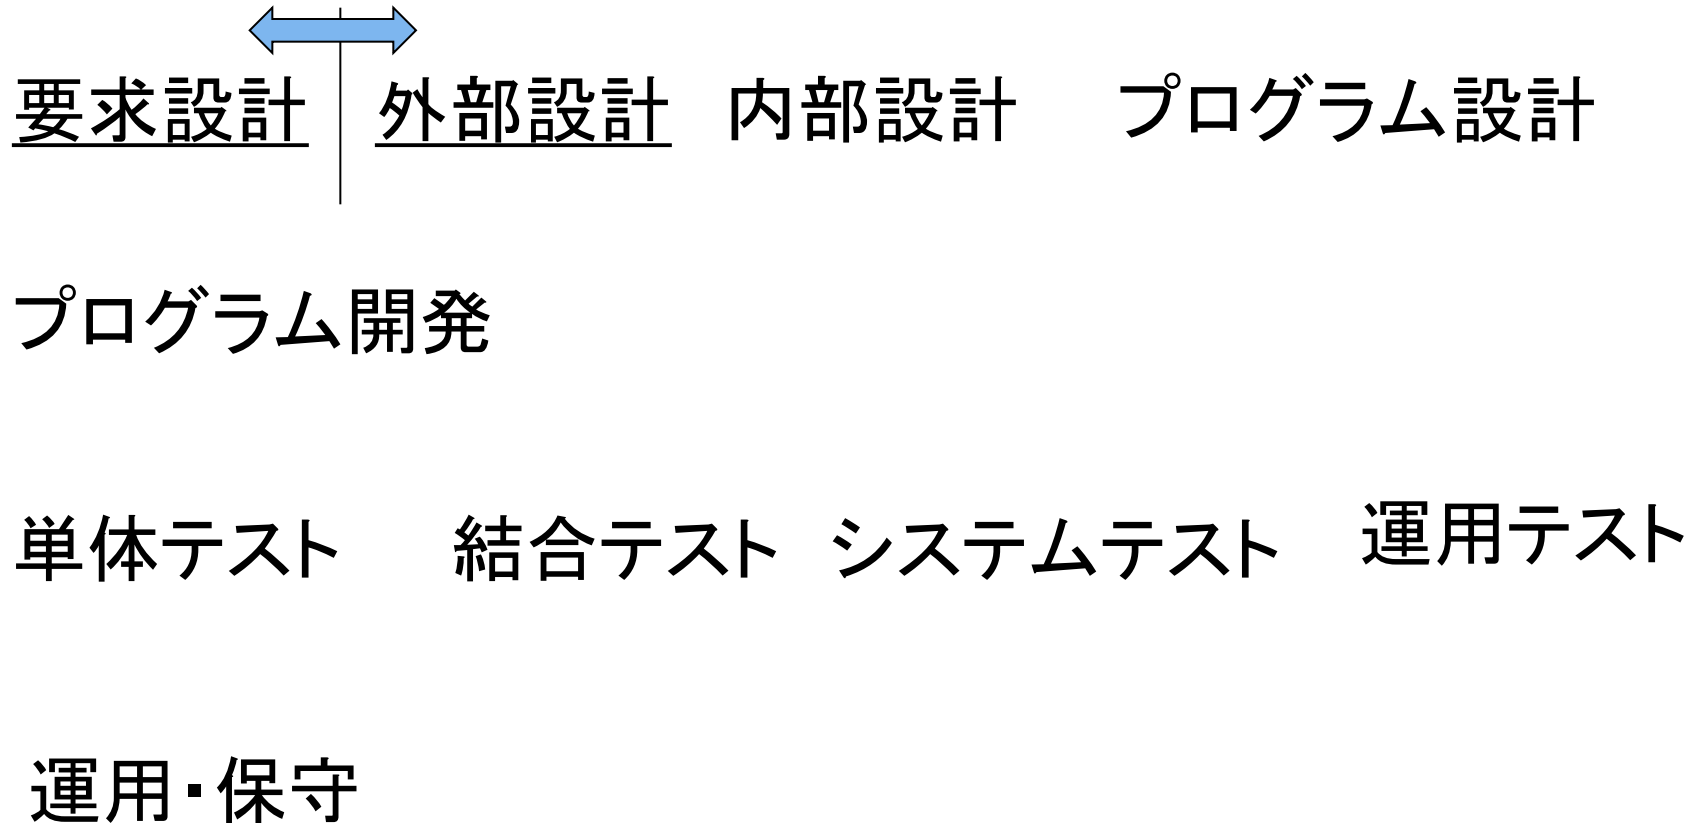 要求設計 外部設計 内部設計 プログラム設計
プログラム開発
単体テスト 結合テスト システムテスト 運用テスト
運用・保守